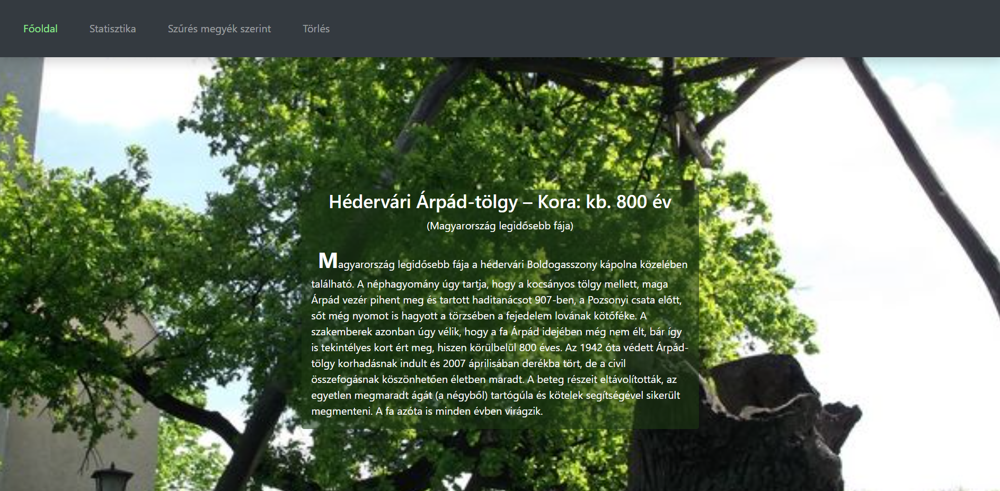 Főoldal Statisztika Szűrés megyék szerint Törlés
Hédervári Árpád-tölgy – Kora: kb. 800 év
(Magyarország legidősebb fája)
Magyarország legidősebb fája a hédervári Boldogasszony kápolna közelében
található. A néphagyomány úgy tartja, hogy a kocsányos tölgy mellett, maga
Árpád vezér pihent meg és tartott haditanácsot 907-ben, a Pozsonyi csata előtt,
sőt még nyomot is hagyott a törzsében a fejedelem lovának kötőféke. A
szakemberek azonban úgy vélik, hogy a fa Árpád idejében még nem élt, bár így
is tekintélyes kort ért meg, hiszen körülbelül 800 éves. Az 1942 óta védett Árpád-
tölgy korhadásnak indult és 2007 áprilisában derékba tört, de a civil
összefogásnak köszönhetően életben maradt. A beteg részeit eltávolították, az
egyetlen megmaradt ágát (a négyből) tartógúla és kötelek segítségével sikerült
megmenteni. A fa azóta is minden évben virágzik.